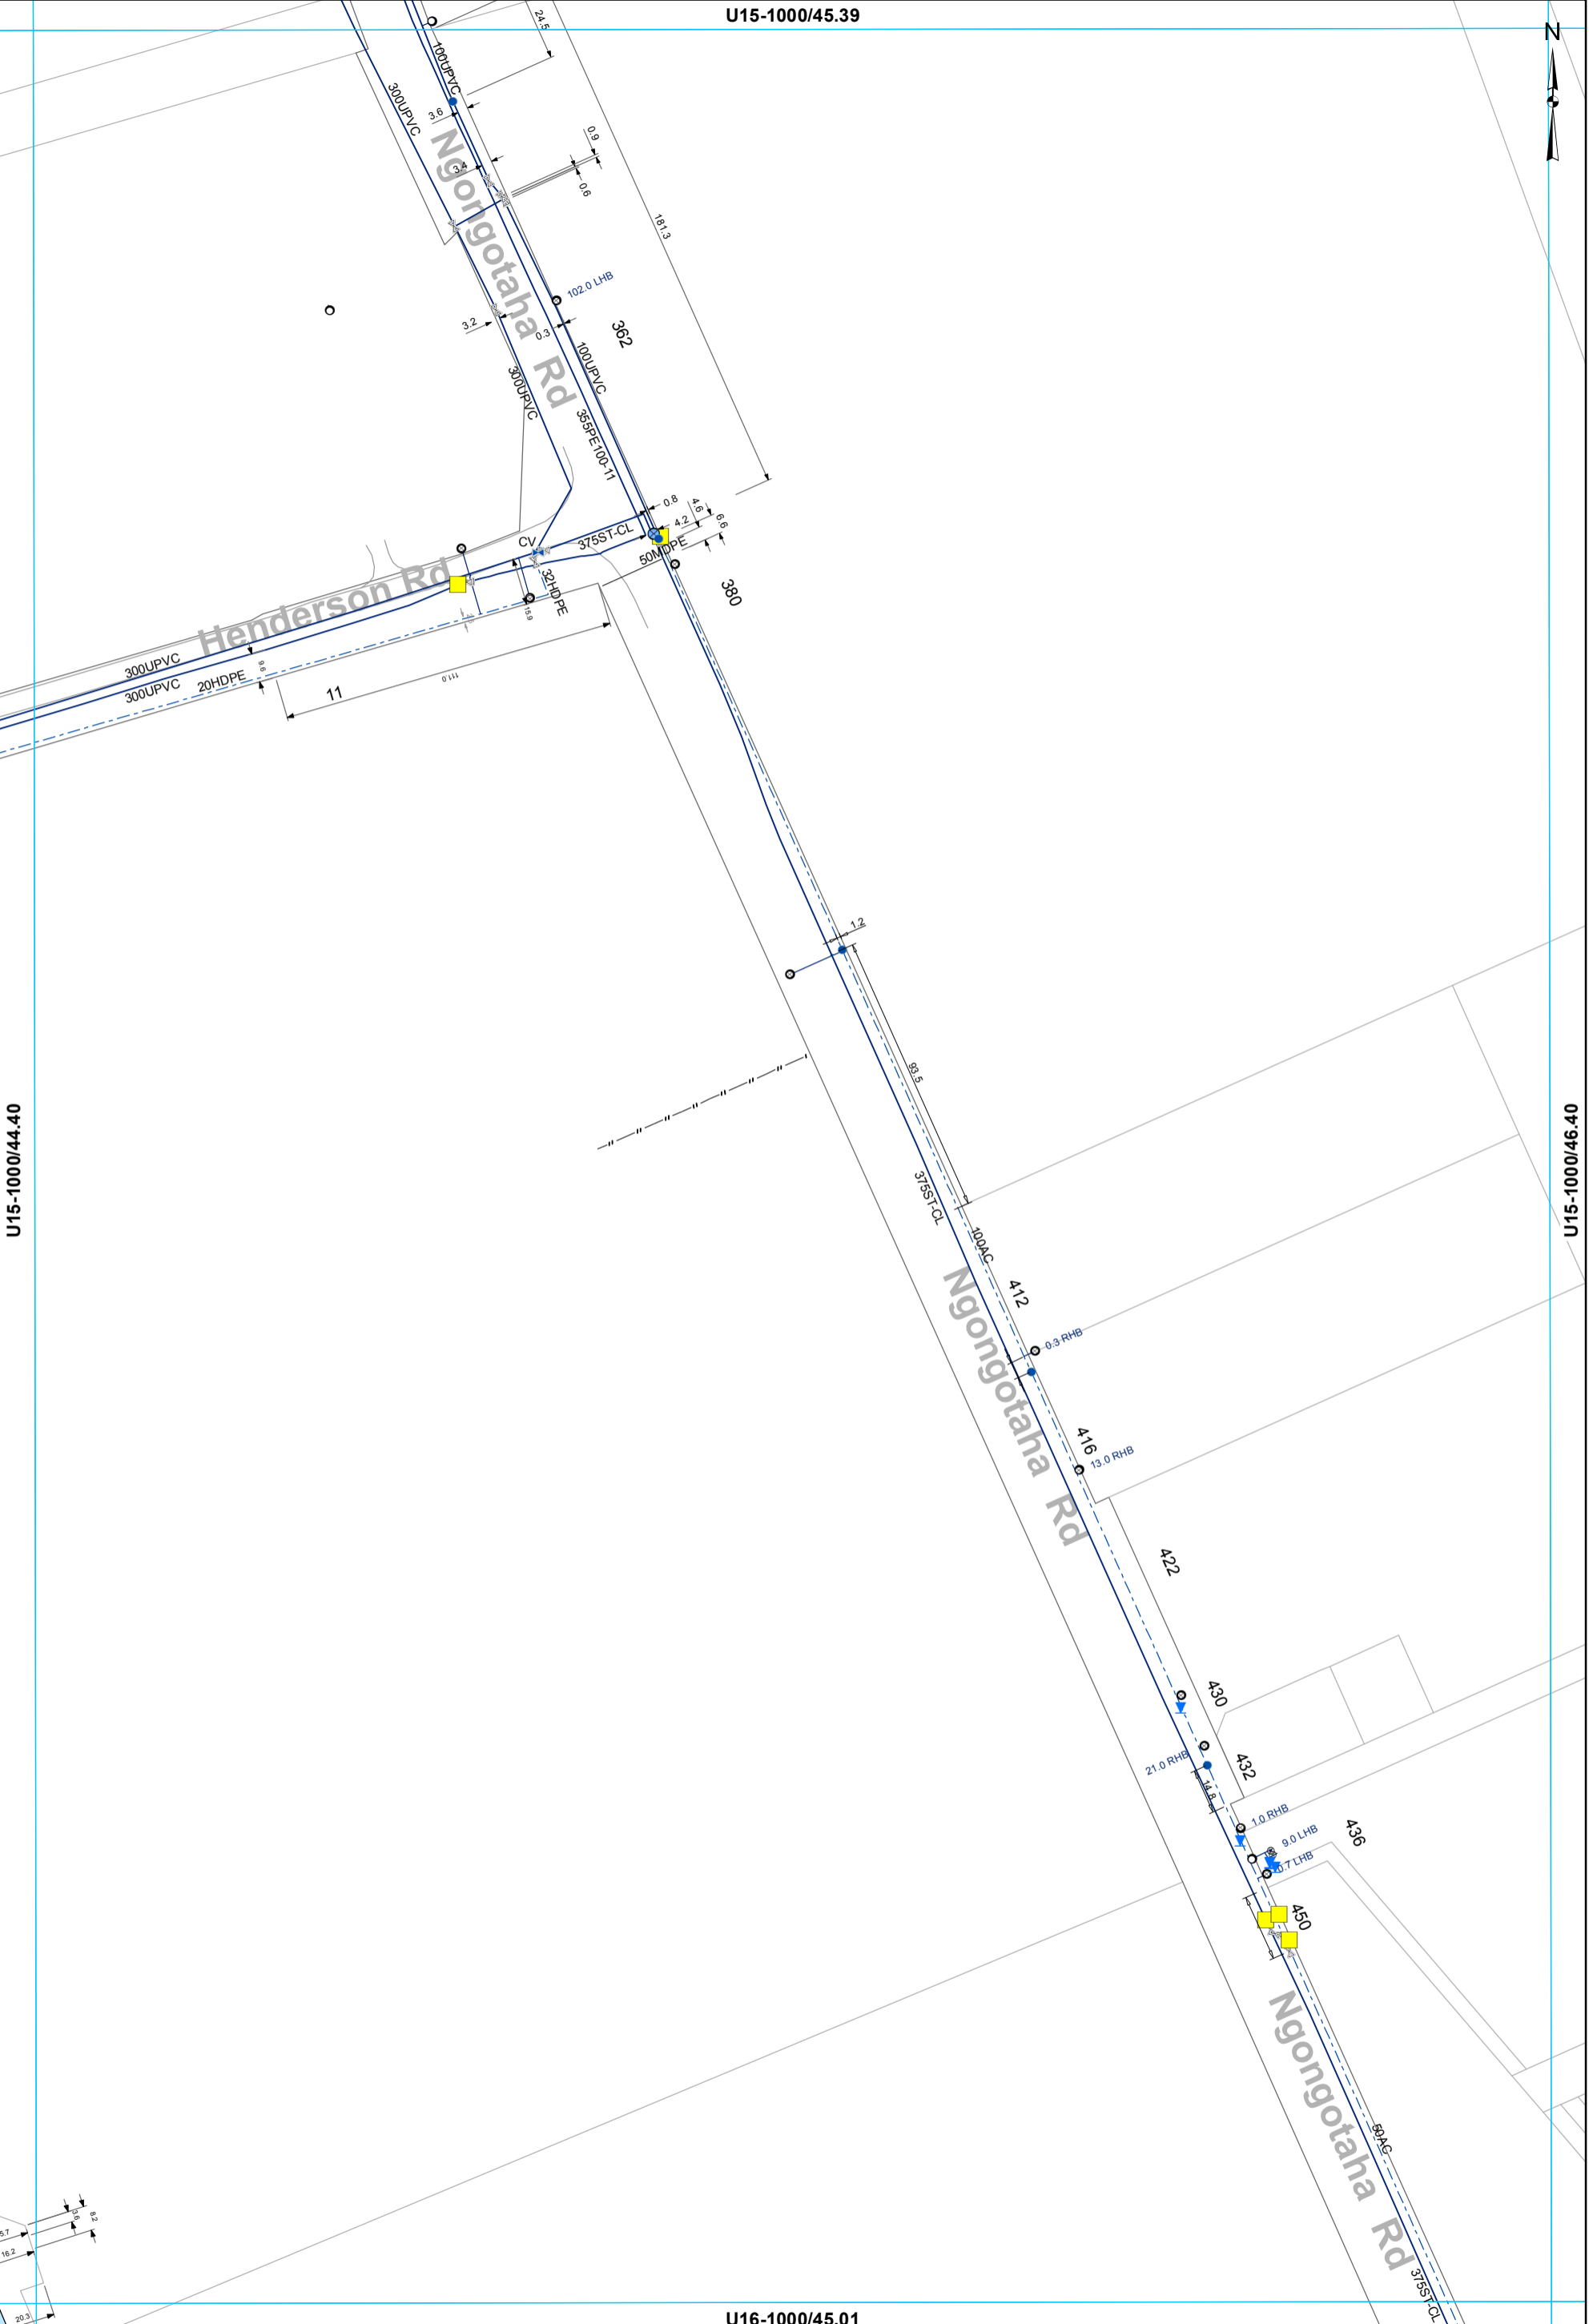 U15-1000/45.39
N
24.5
100UPVC
300UPVC
3.6
0.9
3.4
0.6
Ngongotaha Rd
181.3
102.0 LHB
3.2
0.3
362
100UPVC
300UPVC
355PE100-11
0.8
4.6
6.6
4.2
CV
375ST-CL
50MDPE
32HDPE
380
15.9
Henderson Rd
300UPVC
9.6
300UPVC
20HDPE
11
111.0
1.2
93.5
U15-1000/44.40
U15-1000/46.40
375ST-CL
100AC
412
0.3 RHB
Ngongotaha Rd
416
13.0 RHB
422
430
432
21.0 RHB
14.8
1.0 RHB
436
9.0 LHB
0.7 LHB
450
Ngongotaha Rd
50AC
3.6
8.2
5.7
16.2
20.3
375ST-CL
U16-1000/45.01